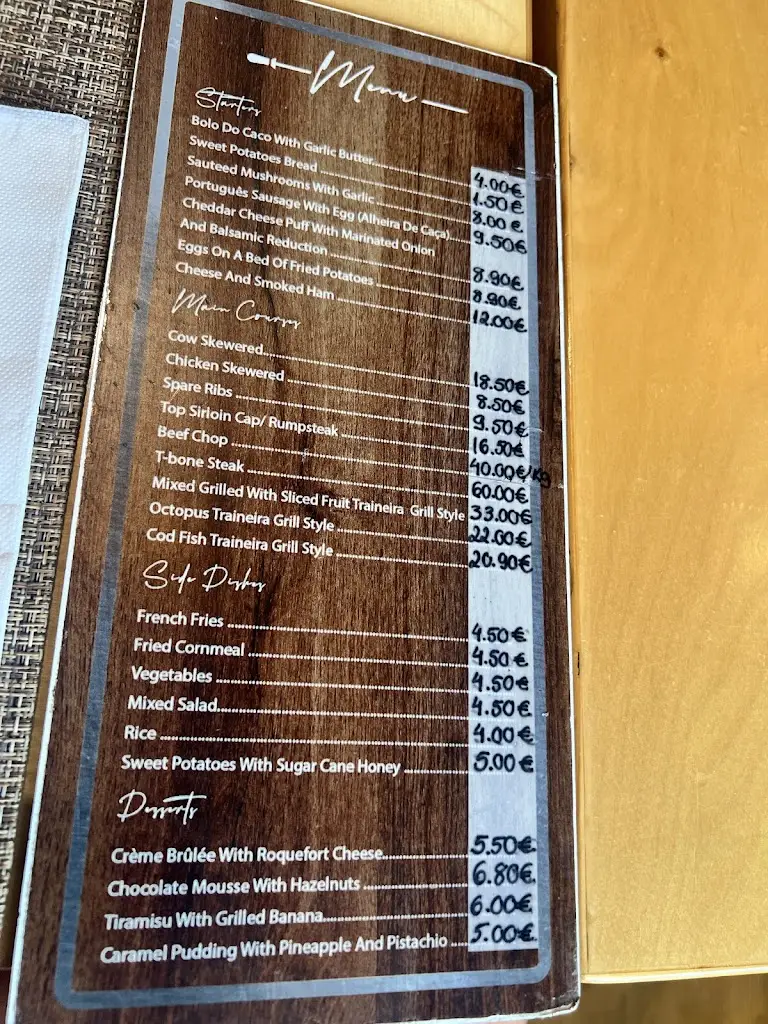 Menu
Starters
Bolo Do Caco With Garlic Butter 4.00€
Sweet Potatoes Bread 1.50€
Sauteed Mushrooms With Garlic 8.00€
Português Sausage With Egg (Alheira De Caça) 9.50€
Cheddar Cheese Puff With Marinated Onion
And Balsamic Reduction 8.90€
Eggs On A Bed Of Fried Potatoes 8.90€
Cheese And Smoked Ham 12.00€
Main Courses
Cow Skewered 18.50€
Chicken Skewered 8.50€
Spare Ribs 9.50€
Top Sirloin Cap/ Rumpsteak 16.50€
Beef Chop 40.00€/Kg
T-bone Steak 60.00€
Mixed Grilled With Sliced Fruit Traineira Grill Style 33.00€
Octopus Traineira Grill Style 22.00€
Cod Fish Traineira Grill Style 20.90€
Side Dishes
French Fries 4.50€
Fried Cornmeal 4.50€
Vegetables 4.50€
Mixed Salad 4.50€
Rice 4.00€
Sweet Potatoes With Sugar Cane Honey 5.00€
Desserts
Crème Brûlée With Roquefort Cheese 5.50€
Chocolate Mousse With Hazelnuts 6.80€
Tiramisu With Grilled Banana 6.00€
Caramel Pudding With Pineapple And Pistachio 5.00€